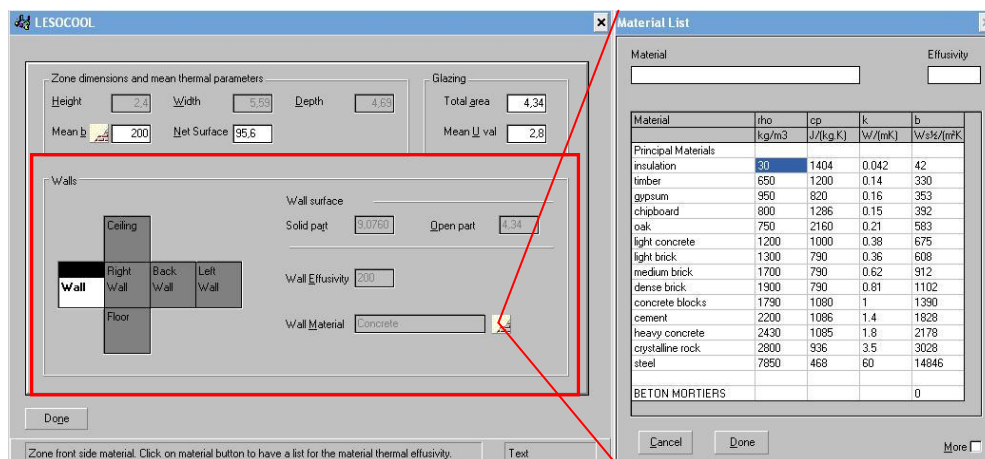 LESOCOOL
Zone dimensions and mean thermal parameters
Height 2,4 Width 5,59 Depth 4,69
Mean b 200 Net Surface 95,6
Glazing
Total area 4,34
Mean U val 2,8
Walls
Wall surface
Solid part 9,0760 Open part 4,34
Ceiling
Wall Right Wall Back Wall Left Wall
Floor
Wall Effusivity 200
Wall Material Concrete
Done
Zone front side material. Click on material button to have a list for the material thermal effusivity. Text
Material List
Material Effusivity
Material rho cp k b
kg/m3 J/(kg.K) W/(mK) Ws½/(m²K
Principal Materials
insulation 30 1404 0.042 42
timber 650 1200 0.14 330
gypsum 950 820 0.16 353
chipboard 800 1286 0.15 392
oak 750 2160 0.21 583
light concrete 1200 1000 0.38 675
light brick 1300 790 0.36 608
medium brick 1700 790 0.62 912
dense brick 1900 790 0.81 1102
concrete blocks 1790 1080 1 1390
cement 2200 1086 1.4 1828
heavy concrete 2430 1085 1.8 2178
crystalline rock 2800 936 3.5 3028
steel 7850 468 60 14846
BETON MORTIERS 0
Cancel Done More